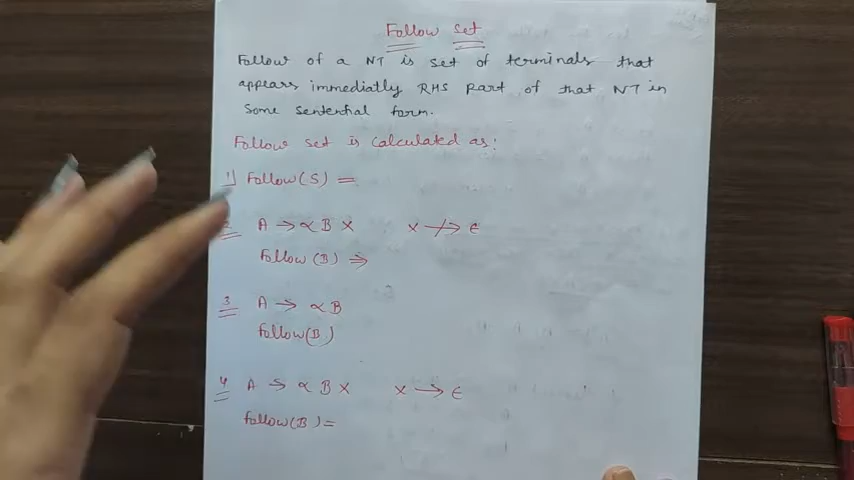 Follow set
Follow of a NT is set of terminals that
appears immediatly RHS part of that NT in
some sentential form.
Follow set is calculated as:
1) Follow(S) =
2 A → α B X X ↛ ε
Follow (B) ⇒
3 A → α B
Follow(B)
4 A → α B X X → ε
Follow(B) =